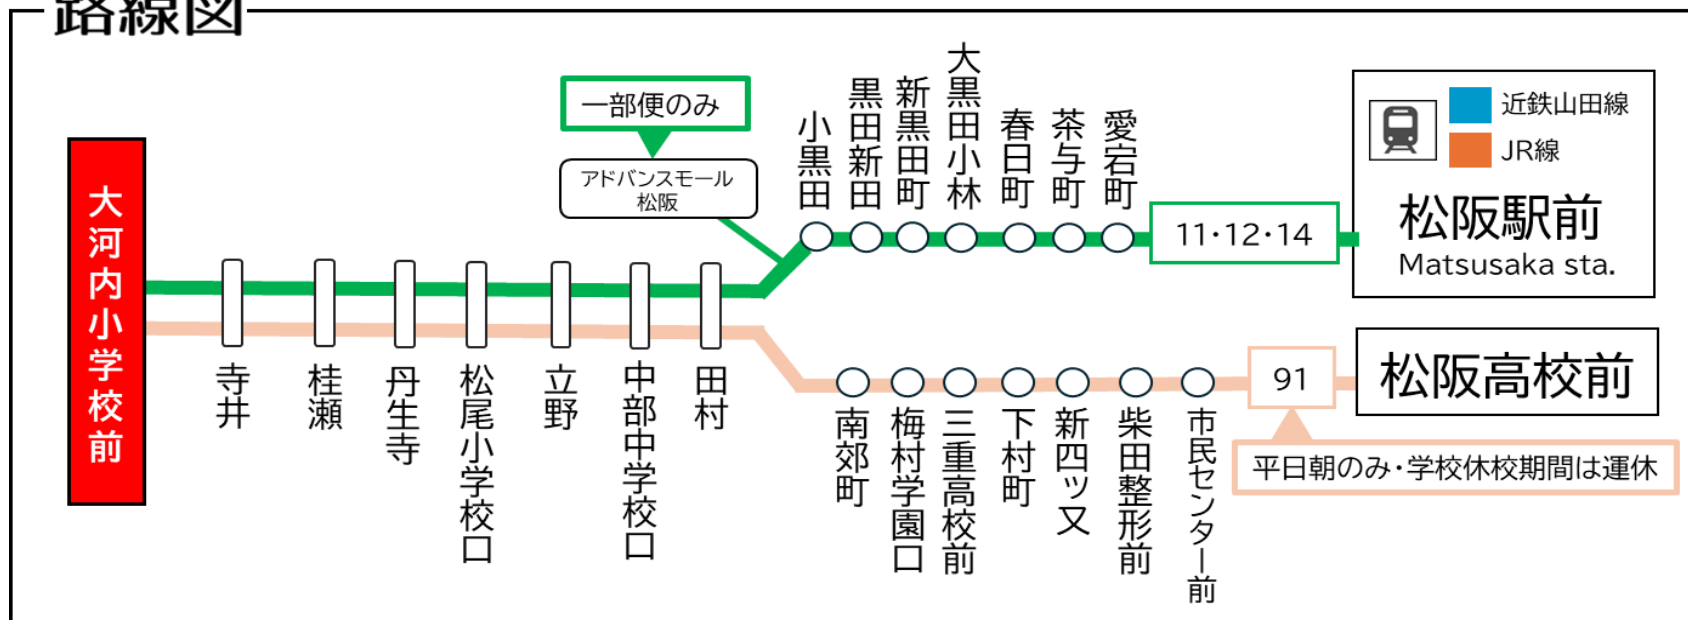 路線図
大河内小学校前
寺井
桂瀬
丹生寺
松尾小学校口
立野
中部中学校口
田村
一部便のみ
アドバンスモール
松阪
小黒田
黒田新田
新黒田町
大黒田小林
春日町
茶与町
愛宕町
11・12・14
近鉄山田線
JR線
松阪駅前
Matsusaka sta.
南郊町
梅村学園口
三重高校前
下村町
新四ッ又
柴田整形前
市民センター前
91
松阪高校前
平日朝のみ・学校休校期間は運休